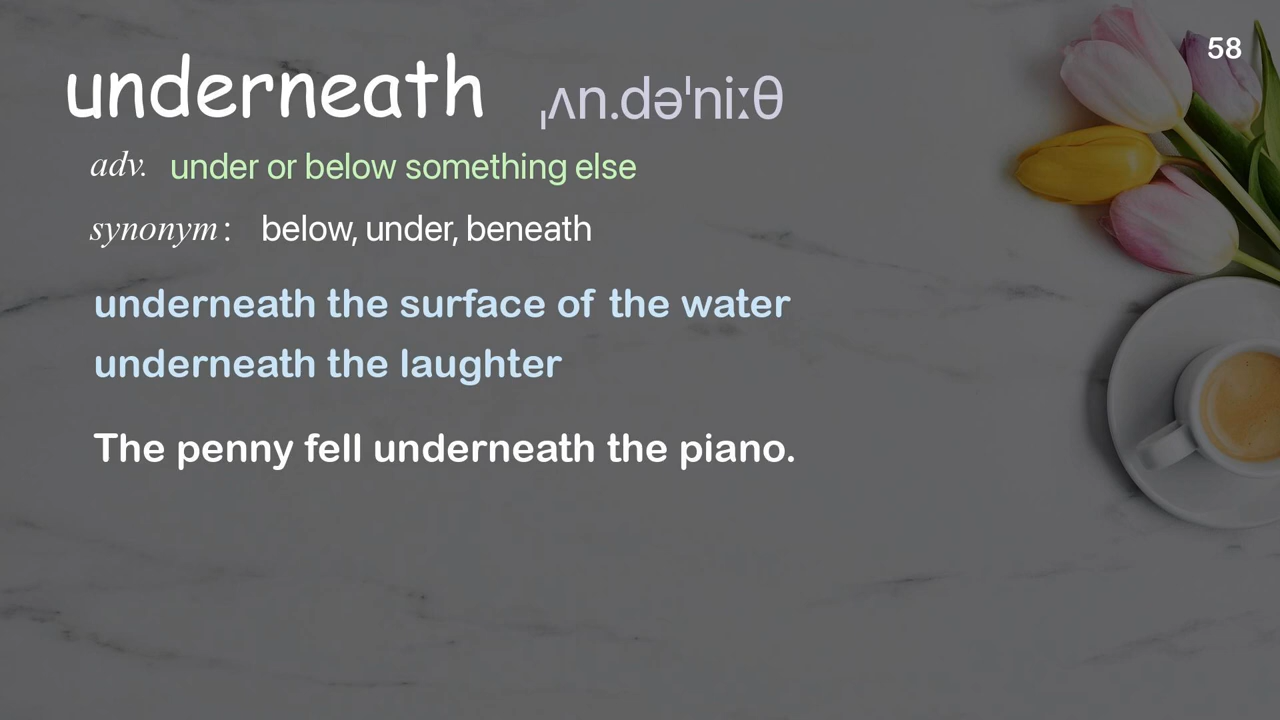 58
underneath ˌʌn.dəˈniːθ
adv. under or below something else
synonym: below, under, beneath
underneath the surface of the water
underneath the laughter
The penny fell underneath the piano.